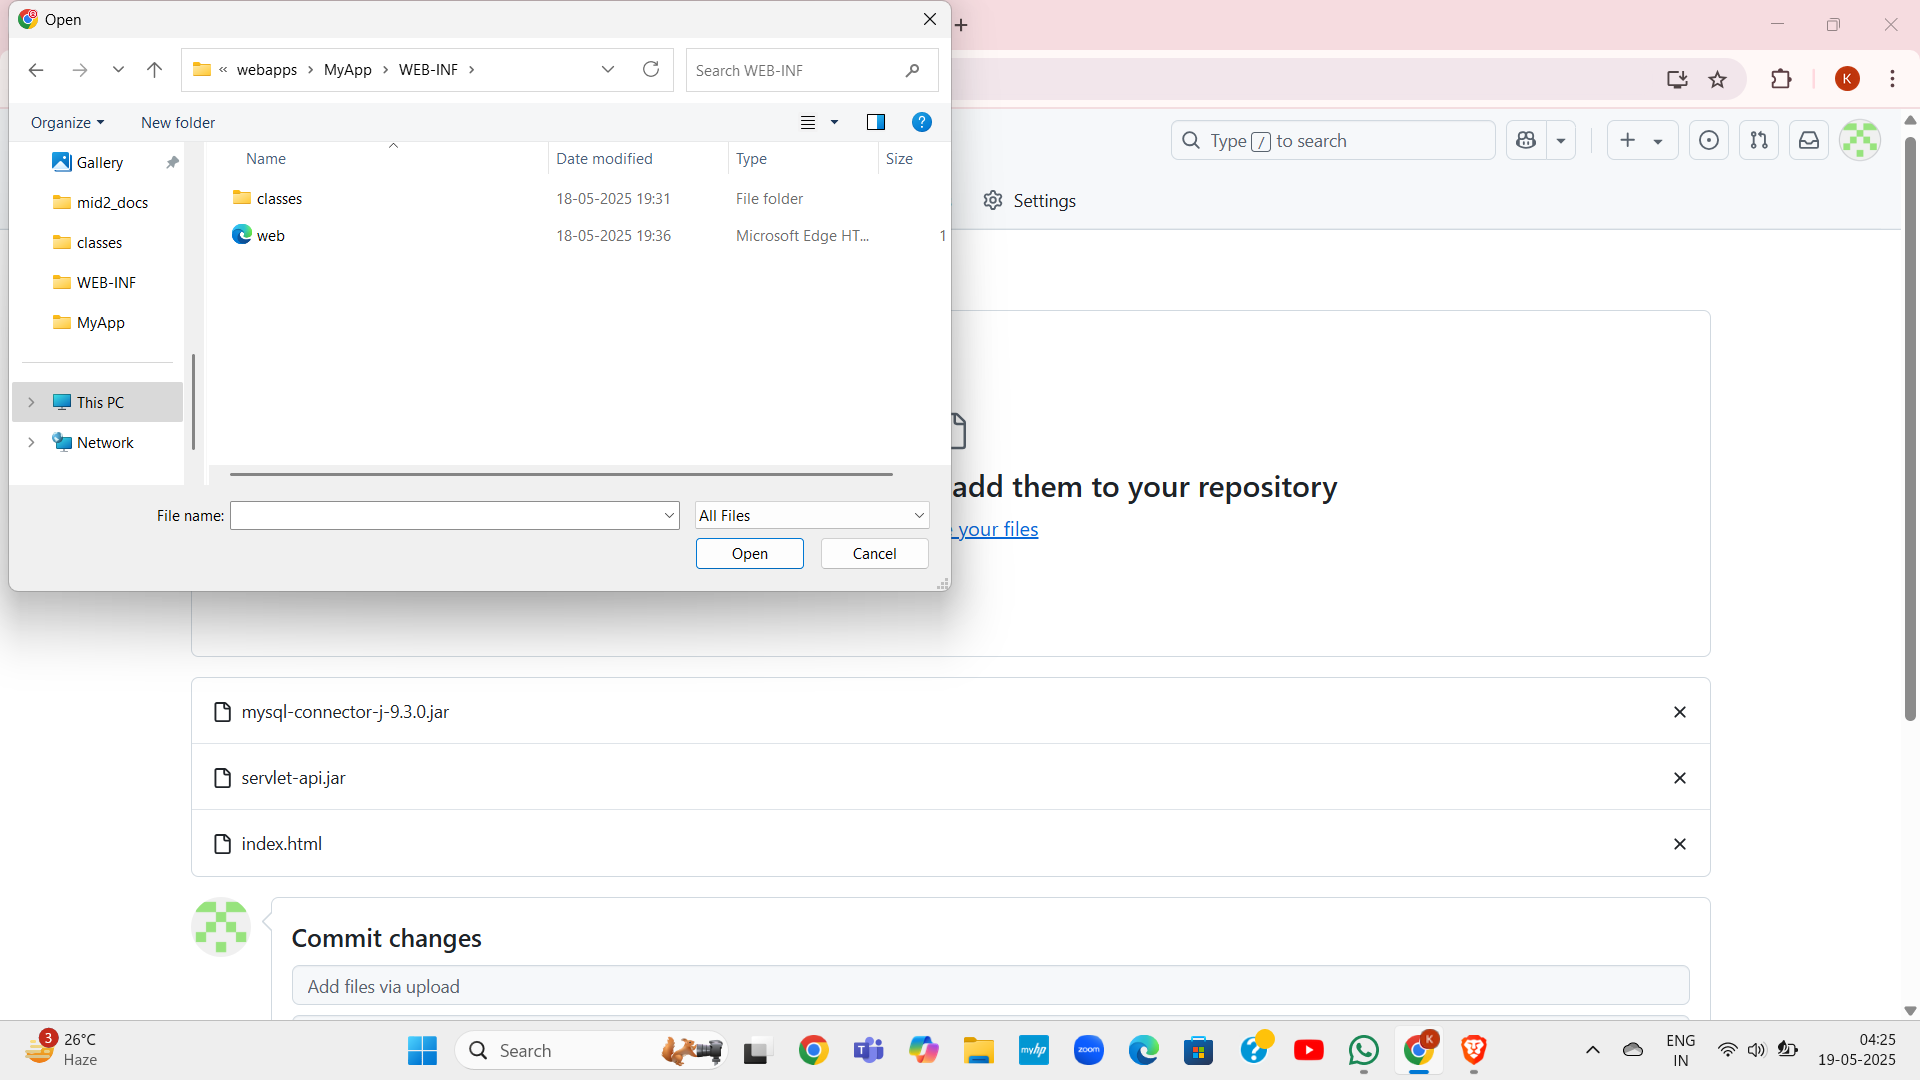 Open
« webapps > MyApp > WEB-INF >
Search WEB-INF
Organize
New folder
Name
Date modified
Type
Size
Gallery
mid2_docs
classes
WEB-INF
MyApp
This PC
Network
classes
18-05-2025 19:31
File folder
web
18-05-2025 19:36
Microsoft Edge HT...
1
File name:
All Files
Open
Cancel
K
Type / to search
Settings
add them to your repository
your files
mysql-connector-j-9.3.0.jar
servlet-api.jar
index.html
Commit changes
Add files via upload
3
26°C
Haze
Search
myhp
zoom
K
ENG
IN
04:25
19-05-2025